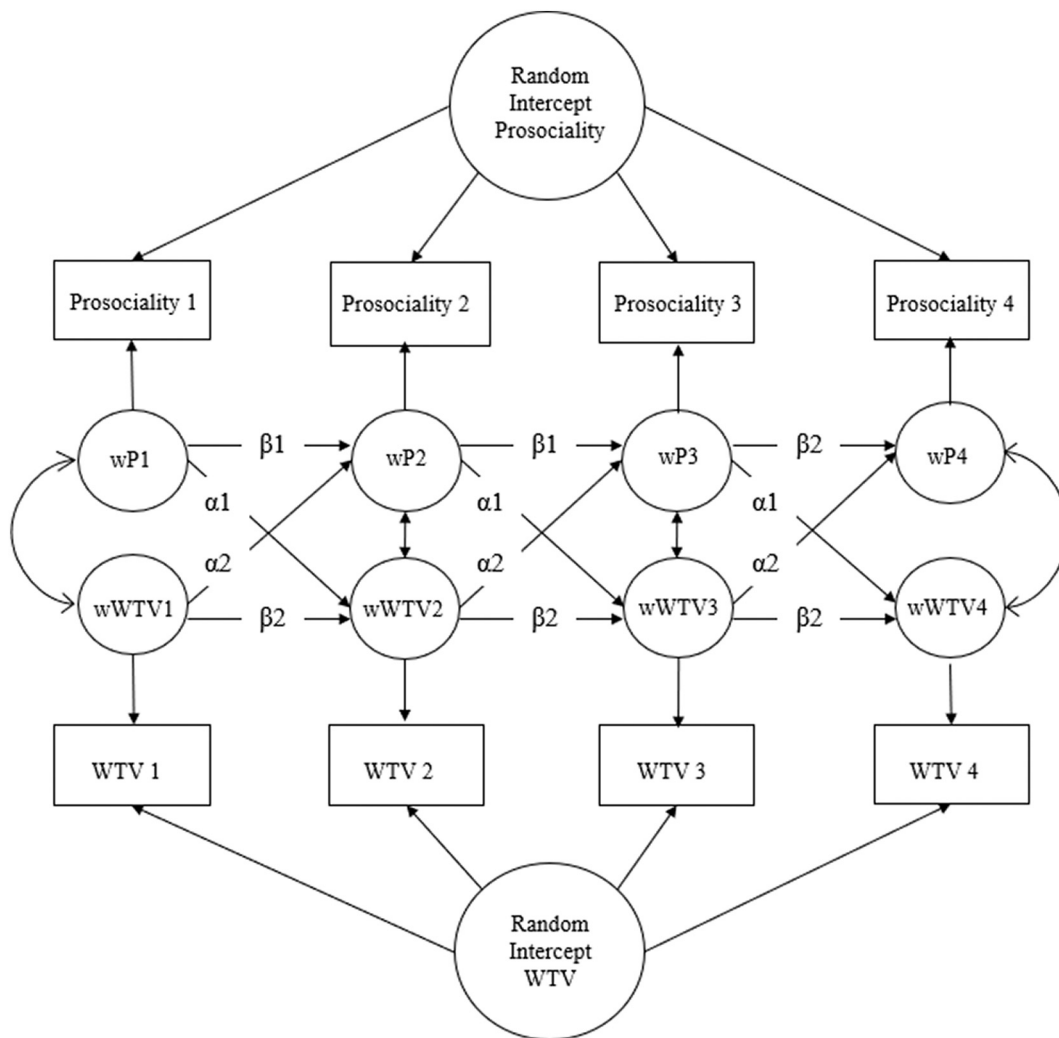 Random
Intercept
Prosociality
Prosociality 1
Prosociality 2
Prosociality 3
Prosociality 4
wP1
β1
wP2
β1
wP3
β2
wP4
α1
α1
α1
α2
α2
α2
wWTV1
β2
wWTV2
β2
wWTV3
β2
wWTV4
WTV 1
WTV 2
WTV 3
WTV 4
Random
Intercept
WTV